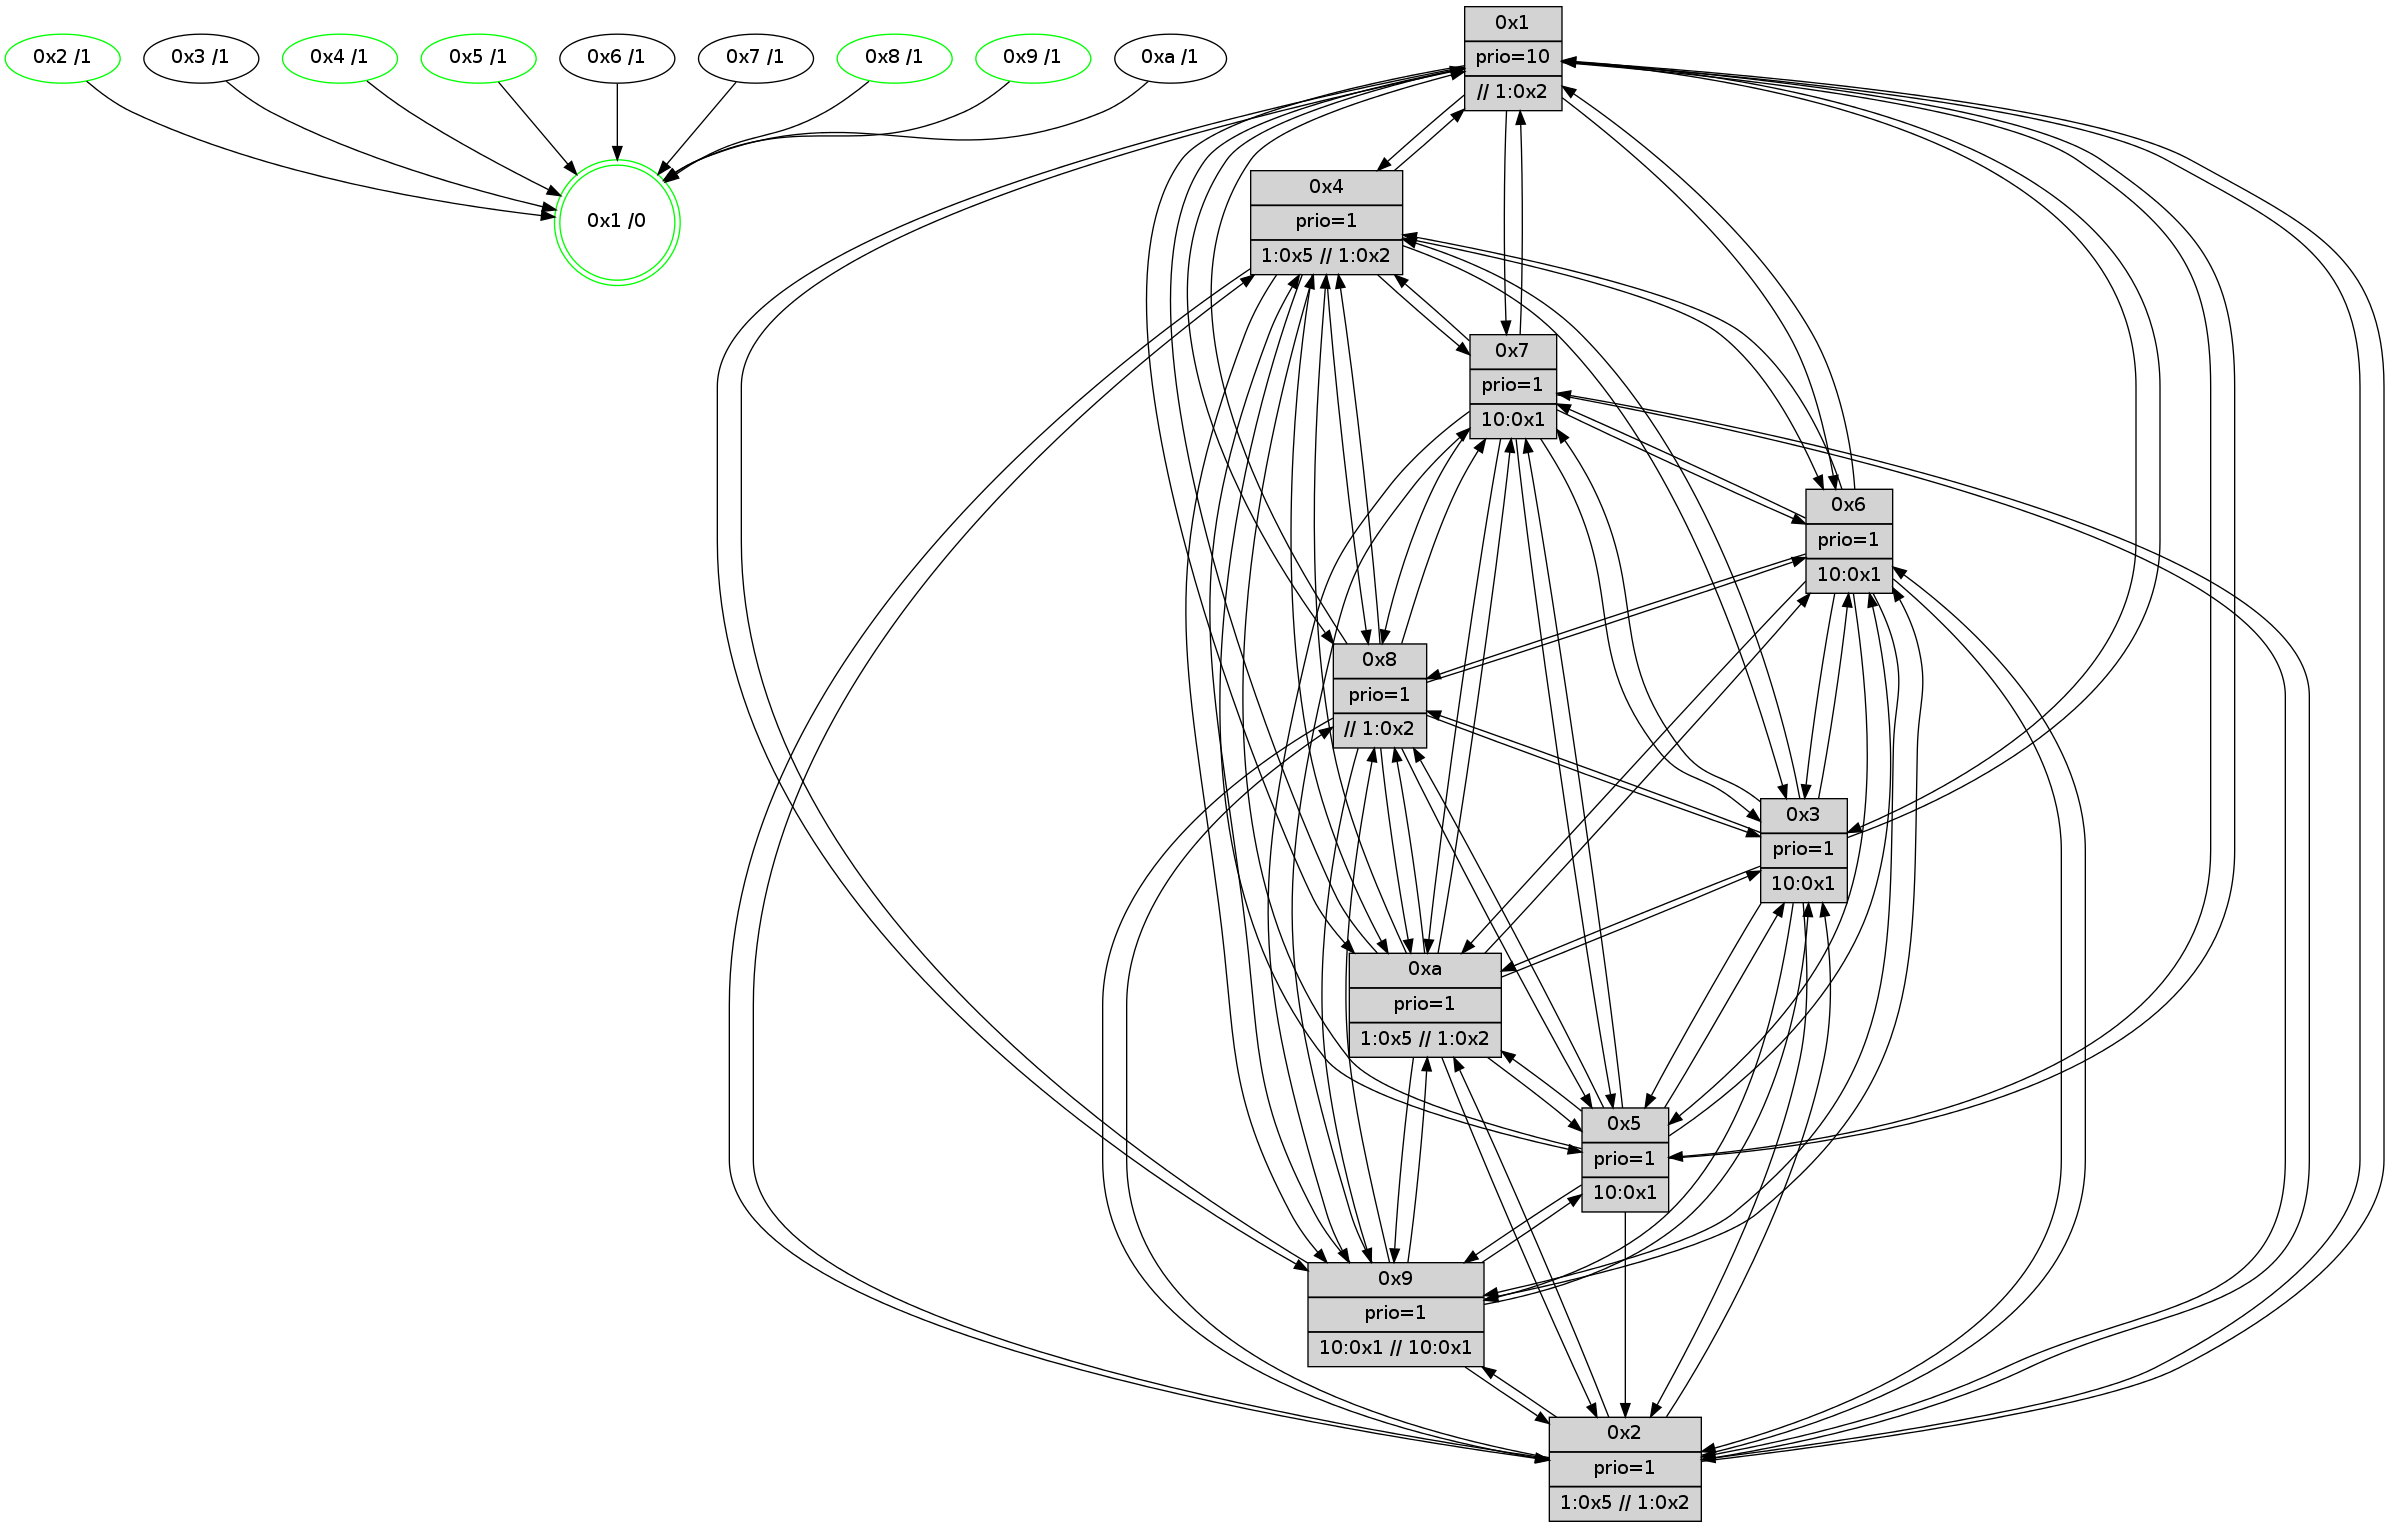 0x2 /1
0x3 /1
0x4 /1
0x5 /1
0x6 /1
0x7 /1
0x8 /1
0x9 /1
0xa /1
0x1 /0
0x1
prio=10
// 1:0x2
0x4
prio=1
1:0x5 // 1:0x2
0x7
prio=1
10:0x1
0x6
prio=1
10:0x1
0x8
prio=1
// 1:0x2
0x3
prio=1
10:0x1
0xa
prio=1
1:0x5 // 1:0x2
0x5
prio=1
10:0x1
0x9
prio=1
10:0x1 // 10:0x1
0x2
prio=1
1:0x5 // 1:0x2